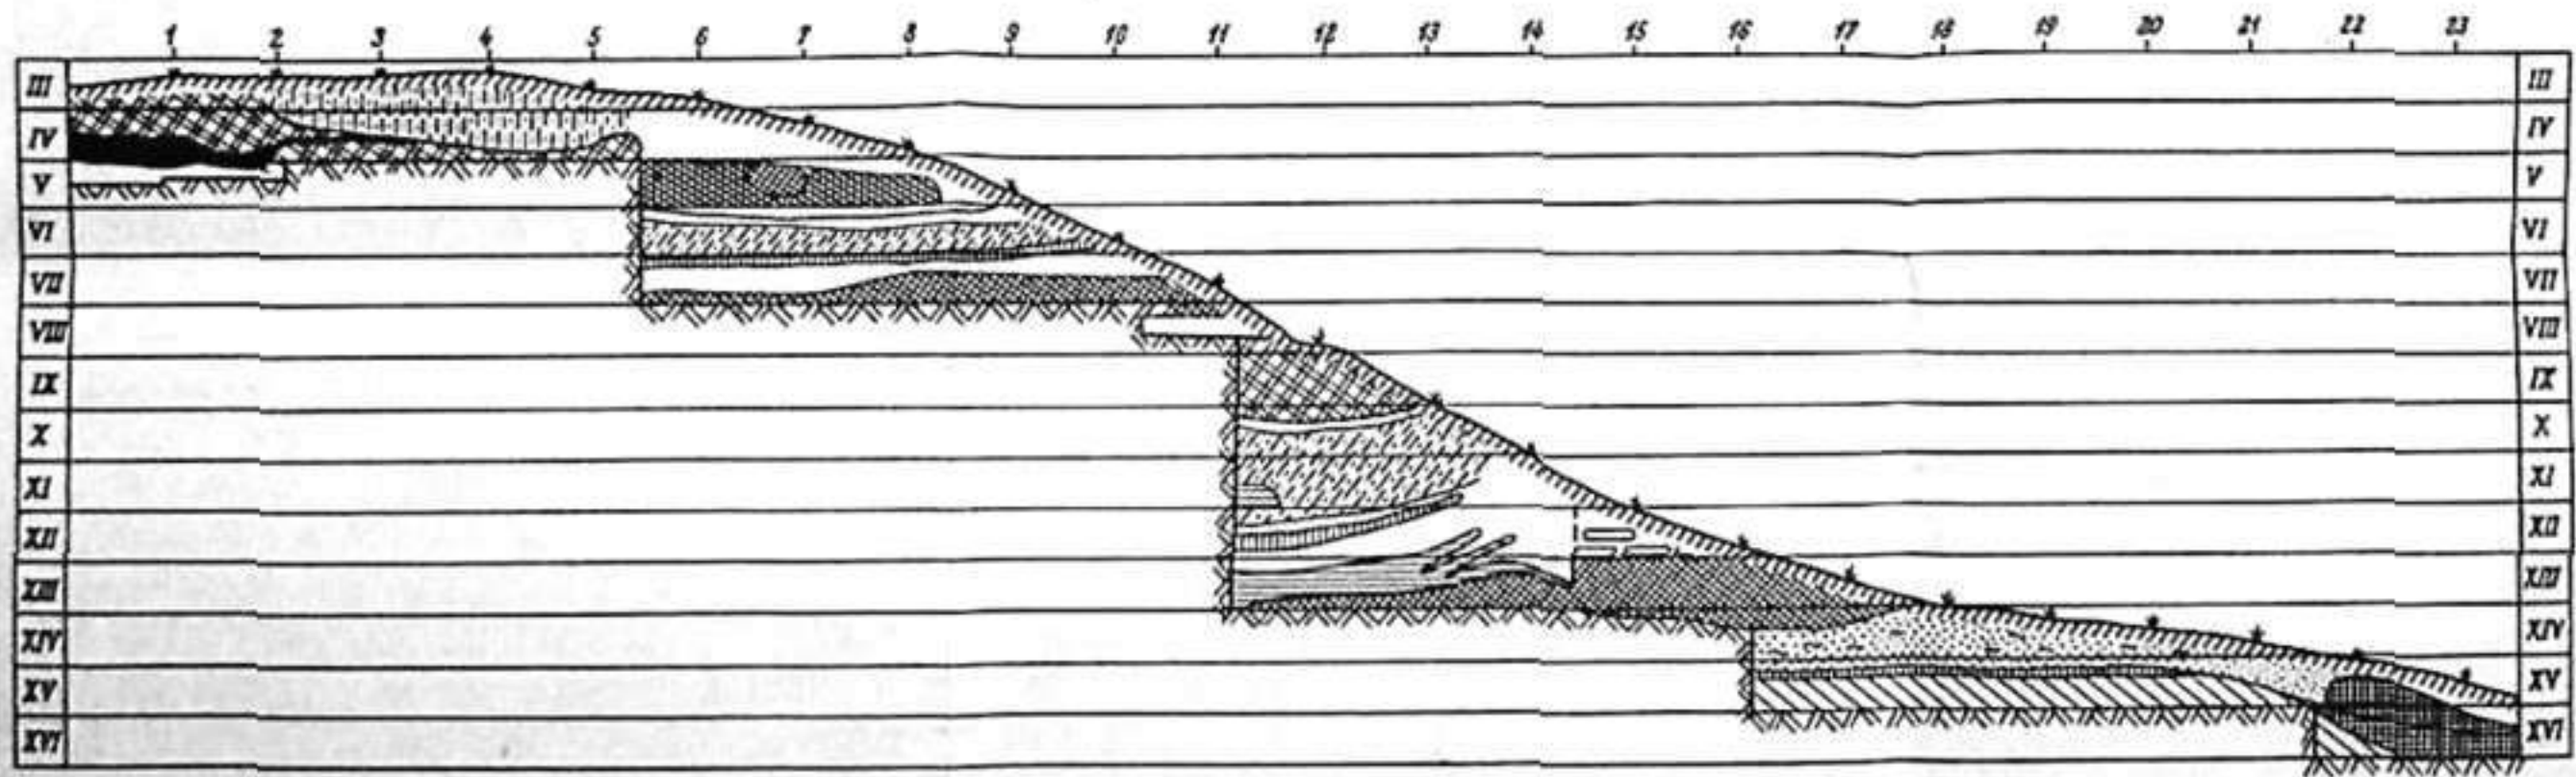 1 2 3 4 5 6 7 8 9 10 11 12 13 14 15 16 17 18 19 20 21 22 23
III III
IV IV
V V
VI VI
VII VII
VIII VIII
IX IX
X X
XI XI
XII XII
XIII XIII
XIV XIV
XV XV
XVI XVI